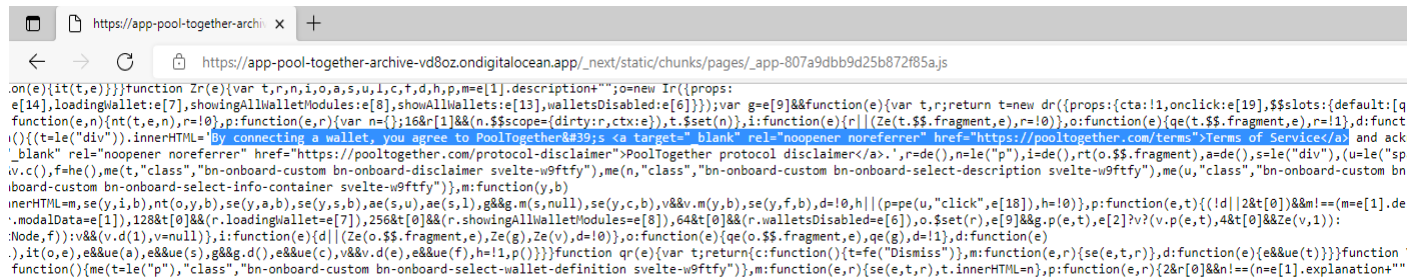 https://app-pool-together-archiv
https://app-pool-together-archive-vd8oz.ondigitalocean.app/_next/static/chunks/pages/_app-807a9dbb9d25b872f85a.js
ion(e){it(t,e)}}}function Zr(e){var t,r,n,i,o,a,s,u,l,c,f,d,h,p,m=e[1].description+"";o=new Ir({props:
e[14],loadingWallet:e[7],showingAllWalletModules:e[8],showAllWallets:e[13],walletsDisabled:e[6]}});var g=e[9]&&function(e){var t,r;return t=new dr({props:{cta:!1,onclick:e[19],$$slots:{default:[q
on(e,n){nt(t,e,n),r=!0},p:function(e,r){var n={};16&r[1]&&(n.$$scope={dirty:r,ctx:e}),t.$set(n)},i:function(e){r||(Ze(t.$$.fragment,e),r=!0)},o:function(e){qe(t.$$.fragment,e),r=!1},d:funct
n(){(t=le("div")).innerHTML='By connecting a wallet, you agree to PoolTogether&#39;s <a target="_blank" rel="noopener noreferrer" href="https://pooltogether.com/terms">Terms of Service</a> and ack
'_blank" rel="noopener noreferrer" href="https://pooltogether.com/protocol-disclaimer">PoolTogether protocol disclaimer</a>.',r=de(),n=le("p"),i=de(),rt(o.$$.fragment),a=de(),s=le("div"),(u=le("sp
v.c(),f=he(),me(t,"class","bn-onboard-custom bn-onboard-disclaimer svelte-w9ftfy"),me(n,"class","bn-onboard-custom bn-onboard-select-description svelte-w9ftfy"),me(u,"class","bn-onboard-custom bn
nboard-custom bn-onboard-select-info-container svelte-w9ftfy")},m:function(y,b)
nnerHTML=m,se(y,i,b),nt(o,y,b),se(y,a,b),se(y,s,b),ae(s,u),ae(s,l),g&&g.m(s,null),se(y,c,b),v&&v.m(y,b),se(y,f,b),d=!0,h||(p=pe(u,"click",e[18]),h=!0)},p:function(e,t){(!d||2&t[0])&&m!==(m=e[1].de
r.modalData=e[1]),128&t[0]&&(r.loadingWallet=e[7]),256&t[0]&&(r.showingAllWalletModules=e[8]),64&t[0]&&(r.walletsDisabled=e[6]),o.$set(r),e[9]&&g.p(e,t),e[2]?v?(v.p(e,t),4&t[0]&&Ze(v,1)):
:Node,f)):v&&(v.d(1),v=null)},i:function(e){d||(Ze(o.$$.fragment,e),Ze(g),Ze(v),d=!0)},o:function(e){qe(o.$$.fragment,e),qe(g),d=!1},d:function(e)
i.),it(o,e),e&&ue(a),e&&ue(s),g&&g.d(),e&&ue(c),v&&v.d(e),e&&ue(f),h=!1,p()}}}function qr(e){var t;return{c:function(){t=fe("Dismiss")},m:function(e,r){se(e,t,r)},d:function(e){e&&ue(t)}}}function
function(){me(t=le("p"),"class","bn-onboard-custom bn-onboard-select-wallet-definition svelte-w9ftfy")},m:function(e,r){se(e,t,r),t.innerHTML=n},p:function(e,r){2&r[0]&&n!==(n=e[1].explanation+""